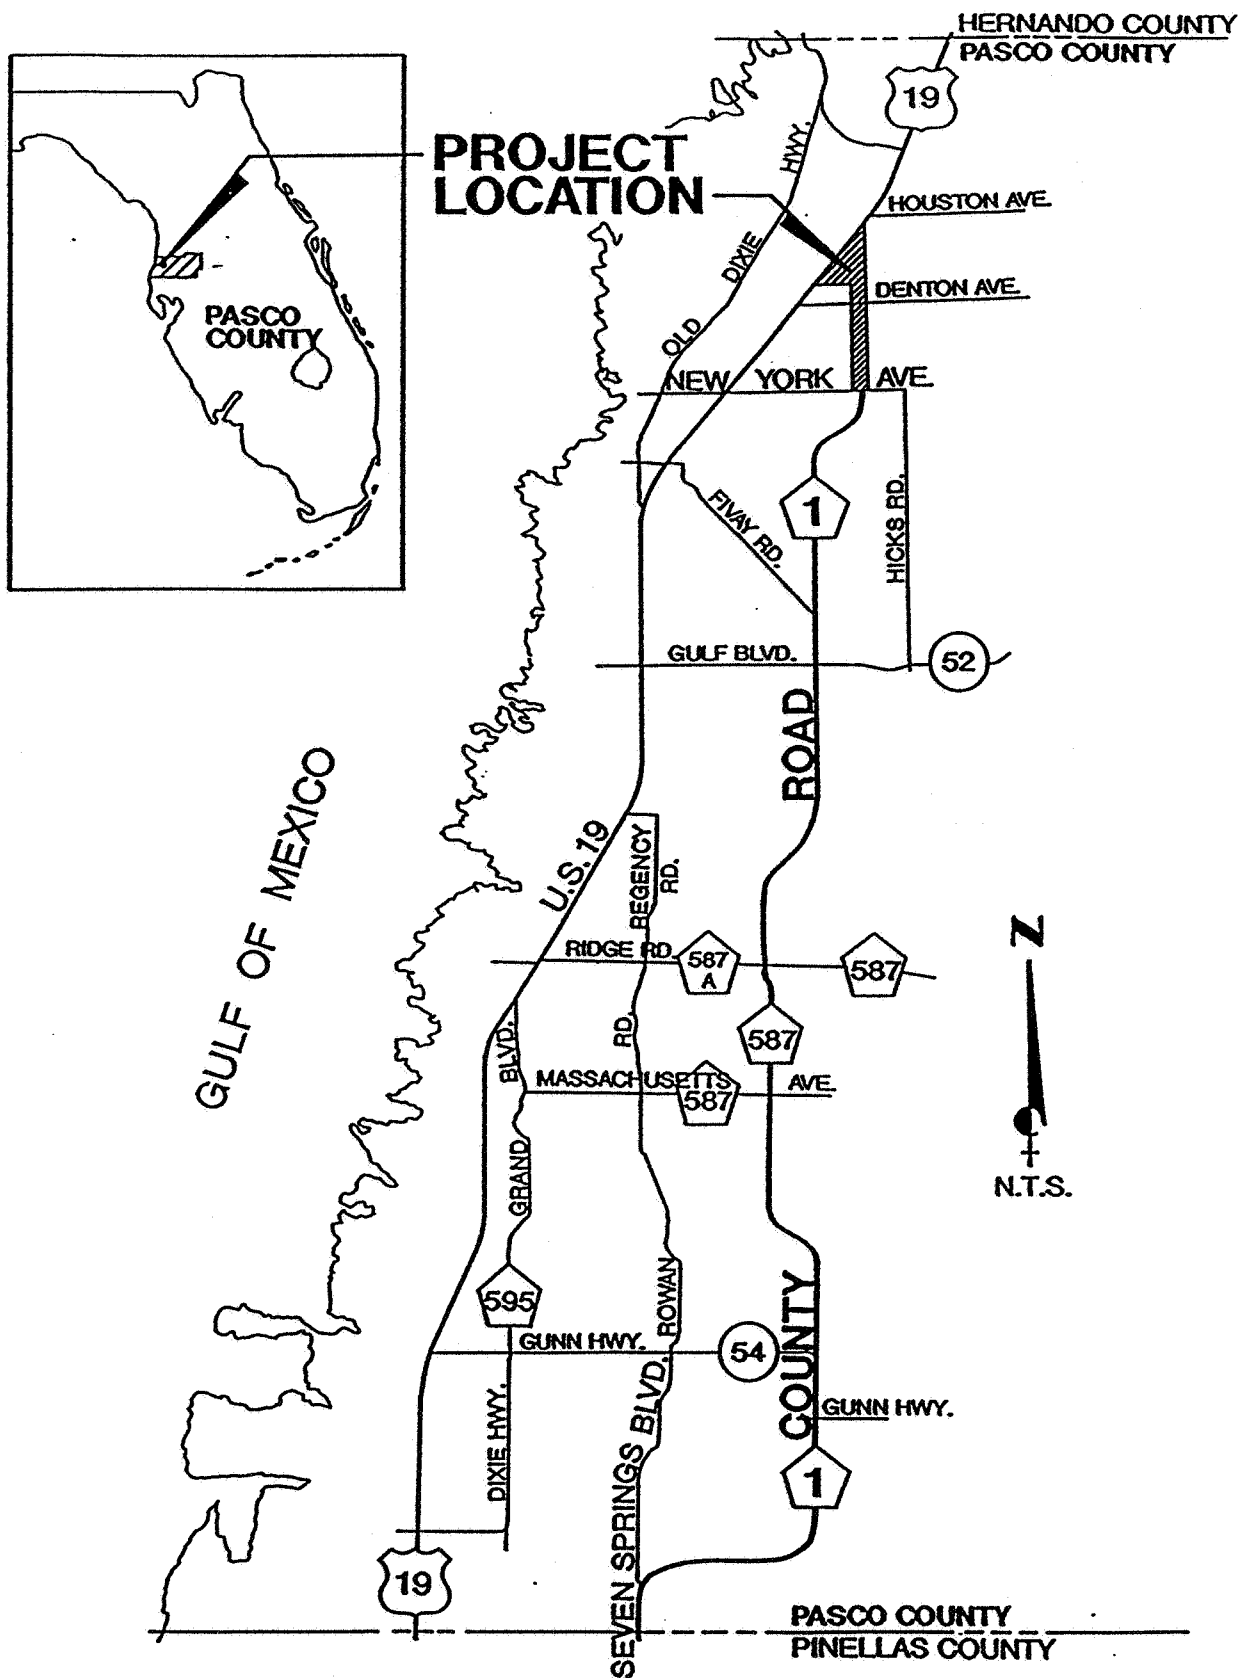 HERNANDO COUNTY
PASCO COUNTY
19
PROJECT
LOCATION
HWY.
HOUSTON AVE.
DIXIE
DENTON AVE.
PASCO
COUNTY
OLD
NEW YORK AVE.
FIVAY RD.
1
HICKS RD.
GULF BLVD.
52
ROAD
GULF OF MEXICO
U.S. 19
REGENCY
RD.
RIDGE RD.
587
A
587
N
BLVD.
RD.
587
MASSACHUSETTS AVE.
587
GRAND
N.T.S.
595
ROWAN
COUNTY
GUNN HWY.
54
DIXIE HWY.
GUNN HWY.
SEVEN SPRINGS BLVD.
1
19
PASCO COUNTY
PINELLAS COUNTY